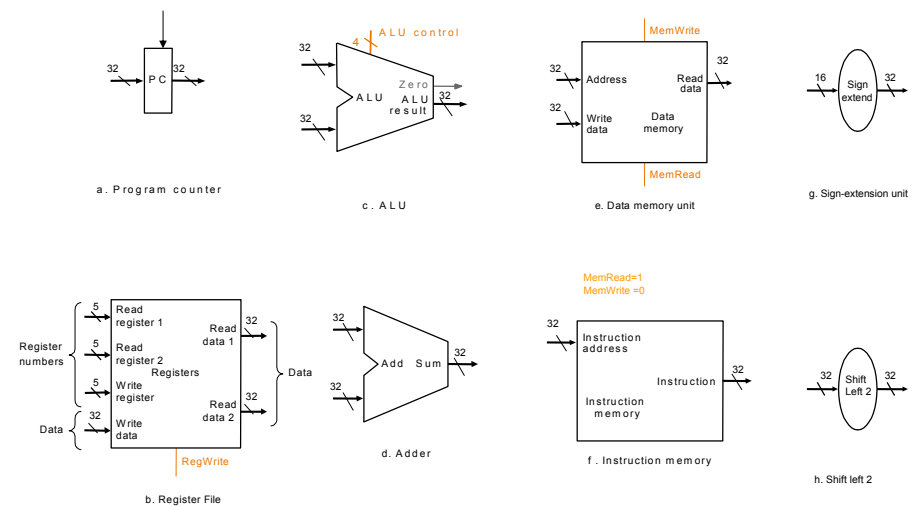 32
PC
32
a. Program counter
ALU control
4
32
32
ALU
Zero
ALU
result
32
c. ALU
MemWrite
32
Address
32
Write
data
Read
data
32
Data
memory
MemRead
e. Data memory unit
16
Sign
extend
32
g. Sign-extension unit
Register
numbers
5
Read
register 1
5
Read
register 2
Registers
5
Write
register
Data
32
Write
data
Read
data 1
32
Read
data 2
32
Data
RegWrite
b. Register File
32
32
Add Sum
32
d. Adder
MemRead=1
MemWrite =0
32
Instruction
address
Instruction
32
Instruction
memory
f. Instruction memory
32
Shift
Left 2
32
h. Shift left 2